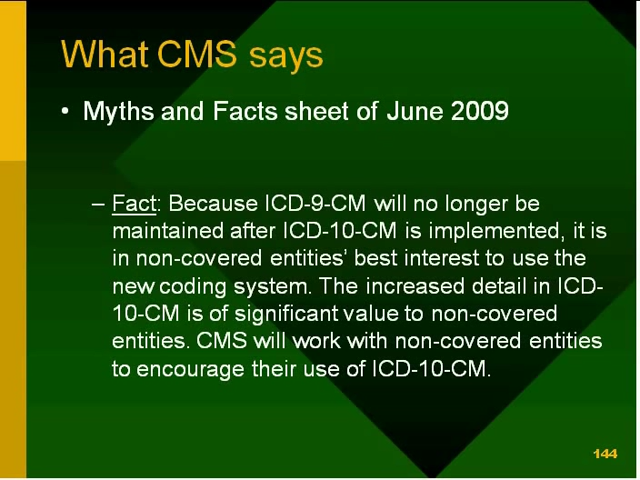 What CMS says
• Myths and Facts sheet of June 2009
– Fact: Because ICD-9-CM will no longer be
maintained after ICD-10-CM is implemented, it is
in non-covered entities' best interest to use the
new coding system. The increased detail in ICD-
10-CM is of significant value to non-covered
entities. CMS will work with non-covered entities
to encourage their use of ICD-10-CM.
144